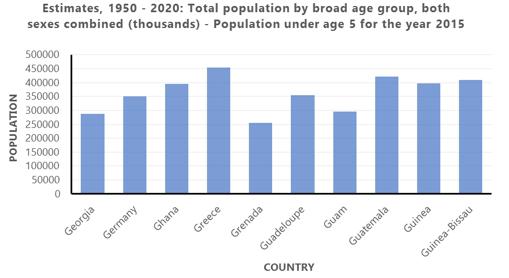 Estimates, 1950 - 2020: Total population by broad age group, both
sexes combined (thousands) - Population under age 5 for the year 2015
POPULATION
500000
450000
400000
350000
300000
250000
200000
150000
100000
50000
0
Georgia
Germany
Ghana
Greece
Grenada
Guadeloupe
Guam
Guatemala
Guinea
Guinea-Bissau
COUNTRY